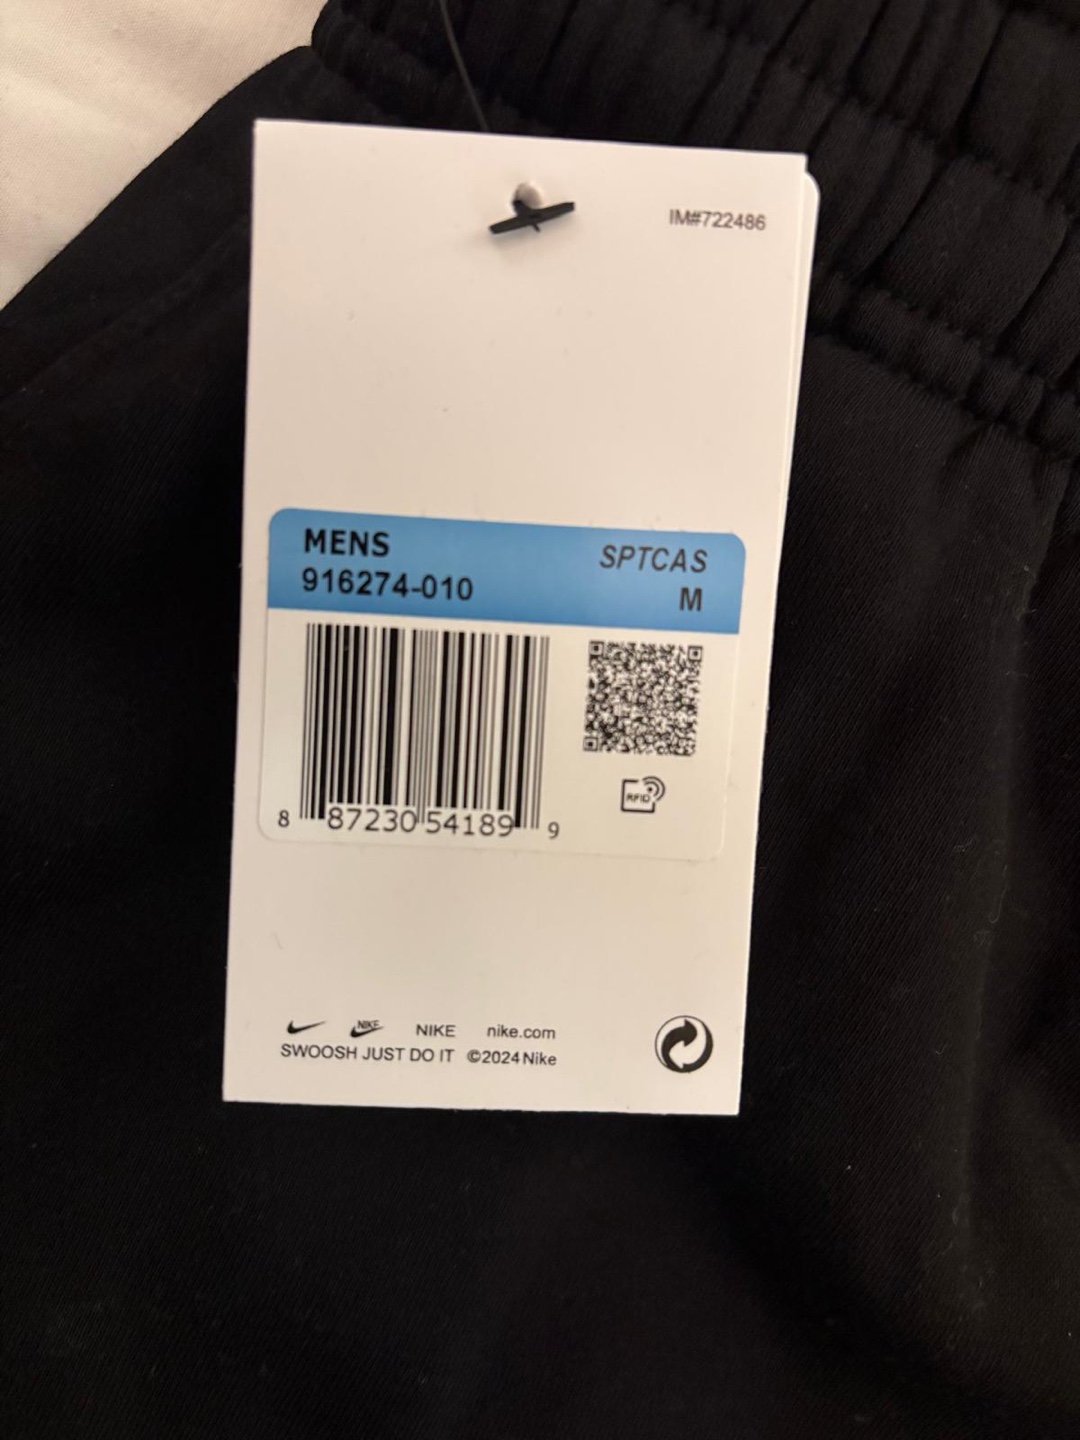 IM#722486
MENS
SPTCAS
916274-010
M
8 87230 54189 9
RFID
NIKE NIKE nike.com
SWOOSH JUST DO IT ©2024 Nike